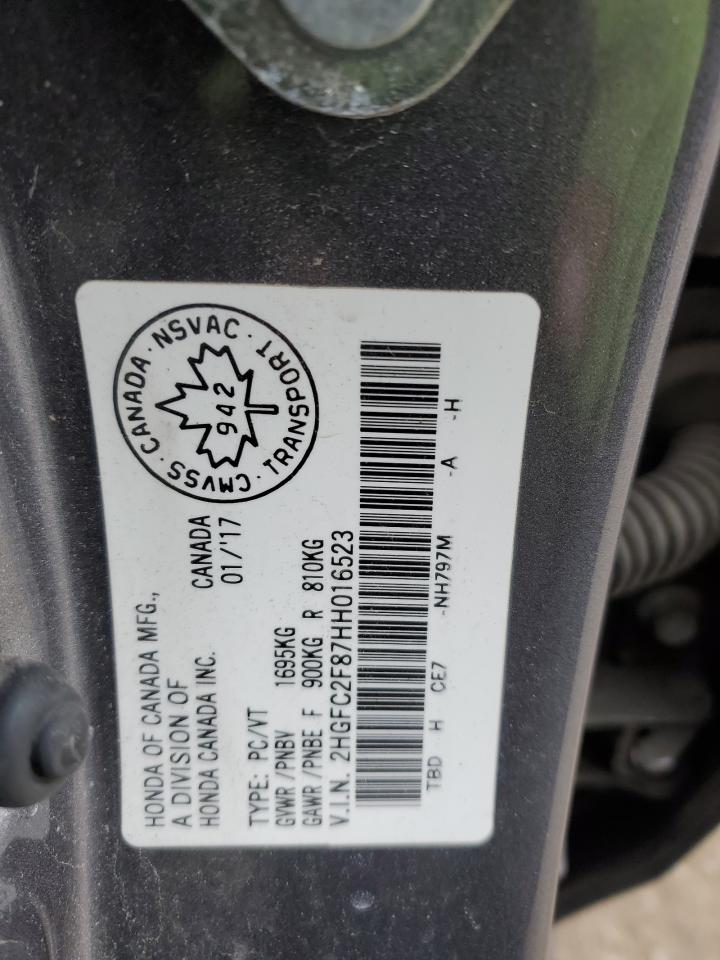 HONDA OF CANADA MFG.,
A DIVISION OF
HONDA CANADA INC.
CANADA
01/'17
CMVSS · CANADA · NSVAC · TRANSPORT
942
TYPE: PC/VT
GVWR /PNBV 1695KG
GAWR /PNBE F 900KG R 810KG
V.I.N. 2HGFC2F87HH016523
TBD H CE7 -NH797M -A -H